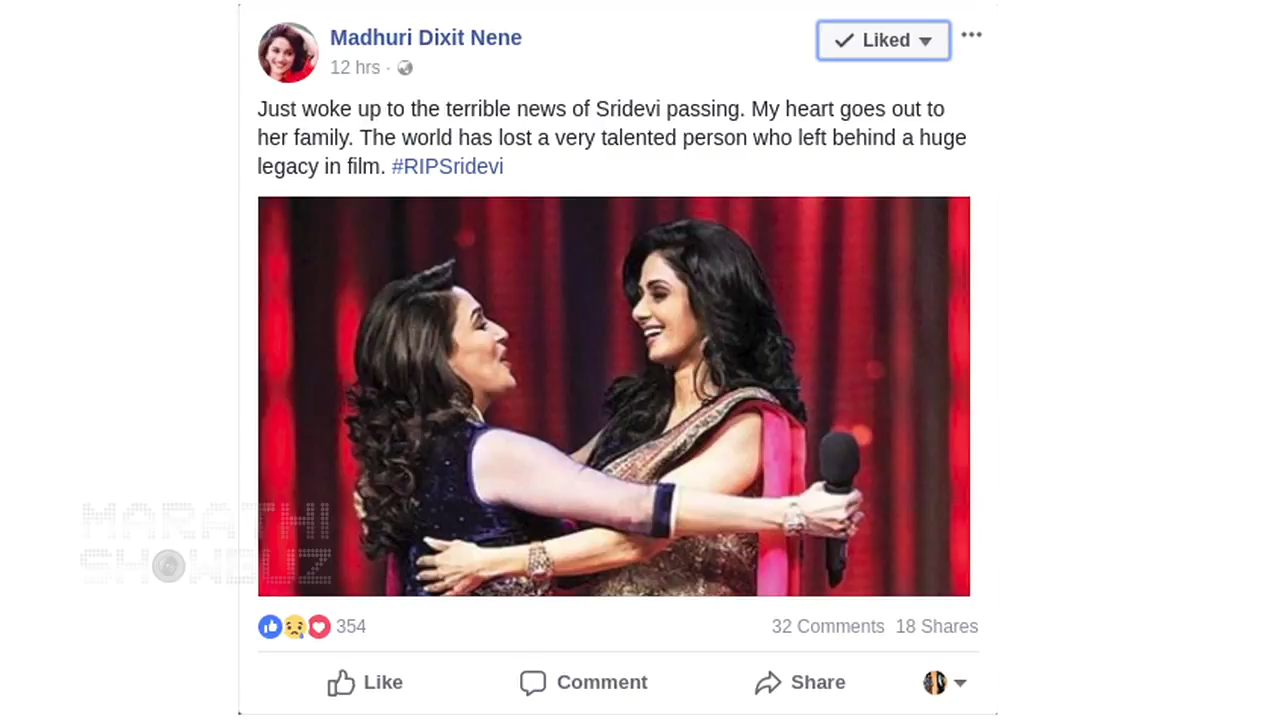 Madhuri Dixit Nene
Liked
12 hrs ·
Just woke up to the terrible news of Sridevi passing. My heart goes out to
her family. The world has lost a very talented person who left behind a huge
legacy in film. #RIPSridevi
MARATHI
SHOWBUZ
354
32 Comments 18 Shares
Like
Comment
Share